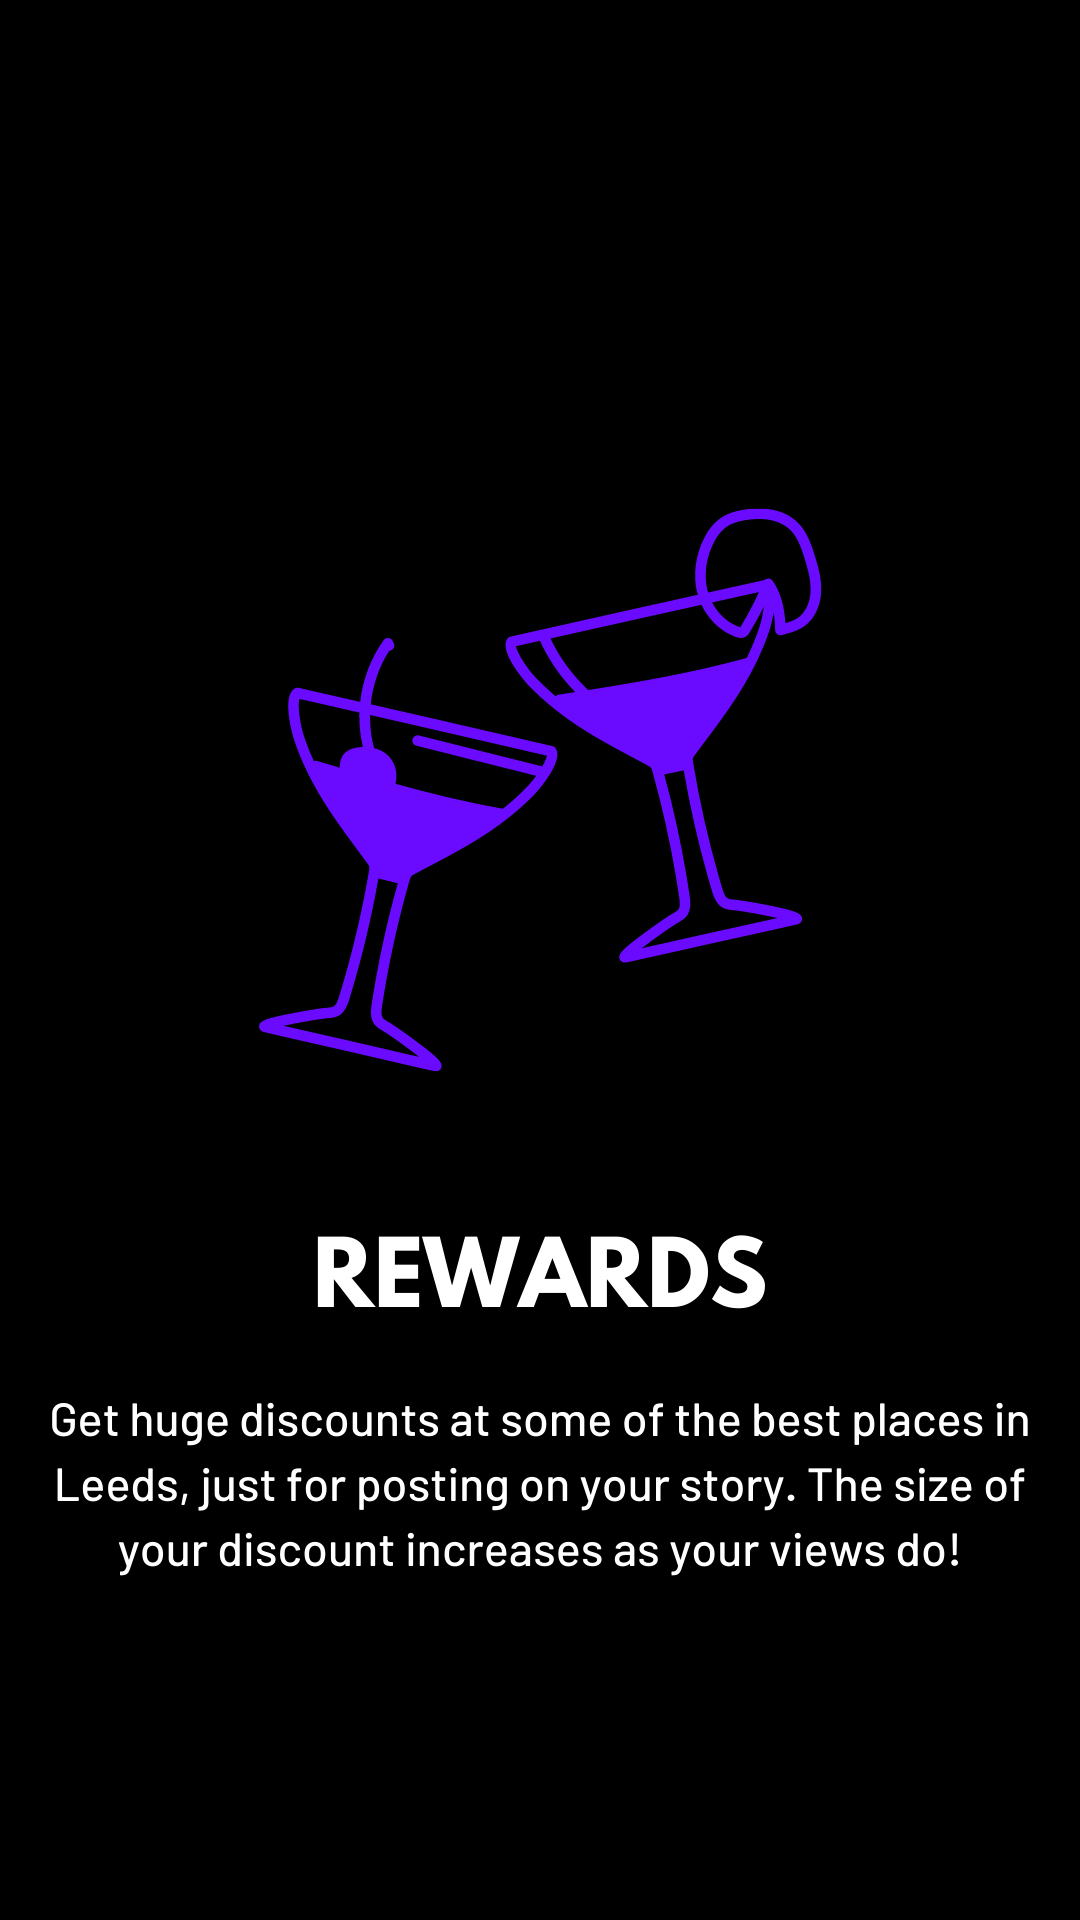 REWARDS
Get huge discounts at some of the best places in
Leeds, just for posting on your story. The size of
your discount increases as your views do!